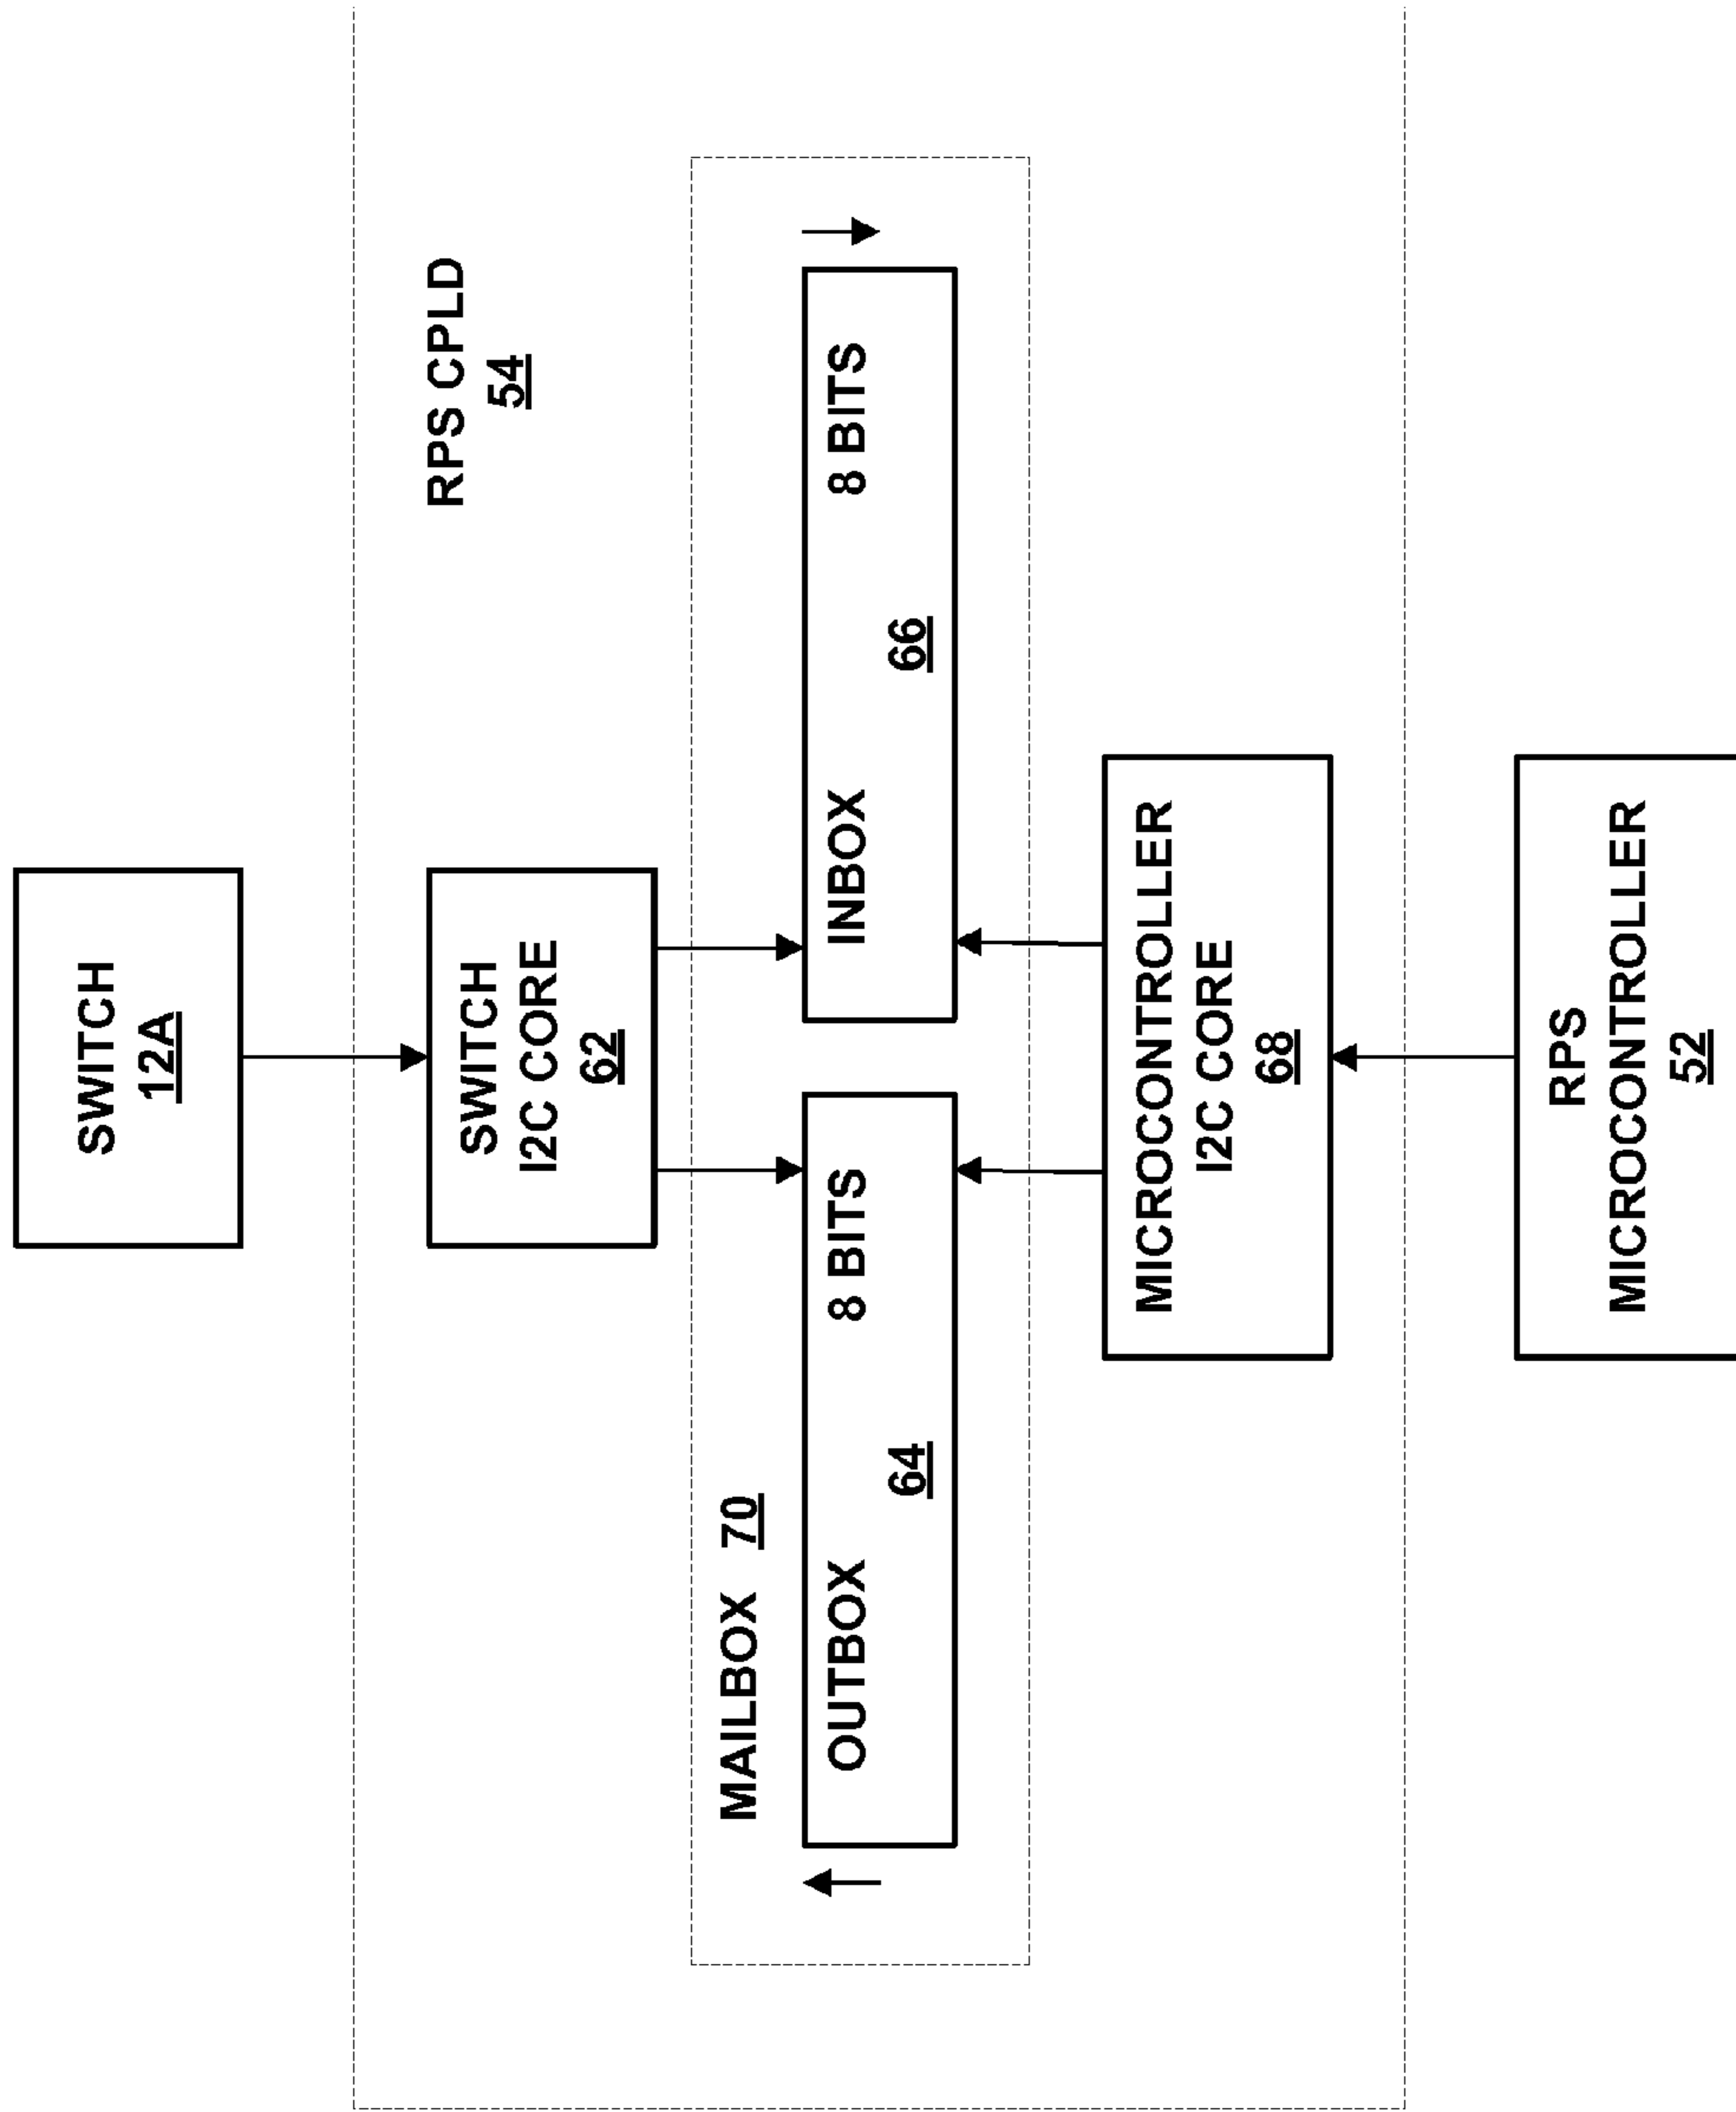 SWITCH
12A
RPS CPLD
54
SWITCH
I2C CORE
62
MAILBOX 70
OUTBOX 8 BITS
64
INBOX 8 BITS
66
MICROCONTROLLER
I2C CORE
68
RPS
MICROCONTROLLER
52